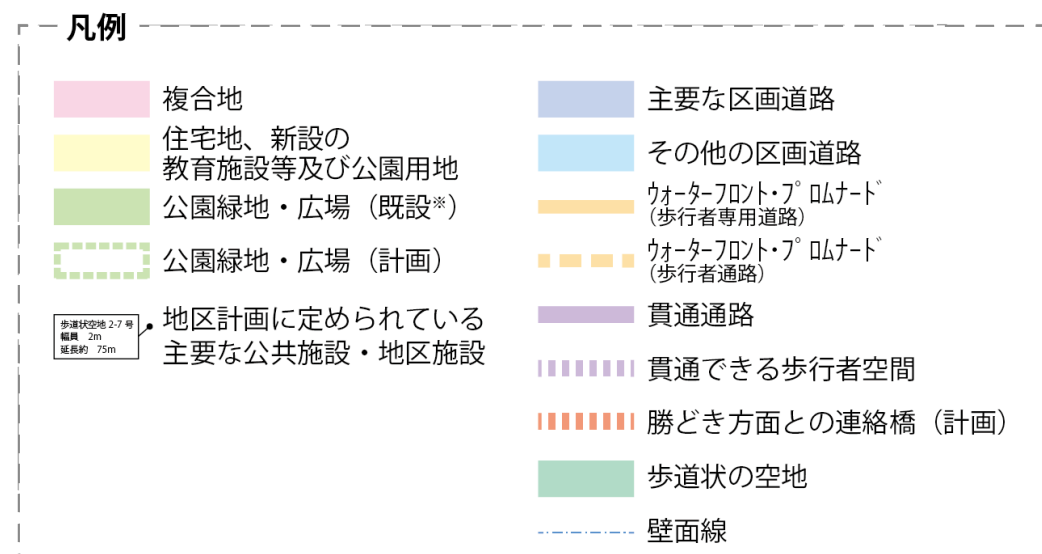 凡例
複合地
住宅地、新設の
教育施設等及び公園用地
公園緑地・広場（既設※）
公園緑地・広場（計画）
歩道状空地 2-7 号
幅員 2m
延長約 75m
地区計画に定められている
主要な公共施設・地区施設
主要な区画道路
その他の区画道路
ｳｫｰﾀｰﾌﾛﾝﾄ・ﾌﾟﾛﾑﾅｰﾄﾞ
（歩行者専用道路）
ｳｫｰﾀｰﾌﾛﾝﾄ・ﾌﾟﾛﾑﾅｰﾄﾞ
（歩行者通路）
貫通通路
貫通できる歩行者空間
勝どき方面との連絡橋（計画）
歩道状の空地
壁面線